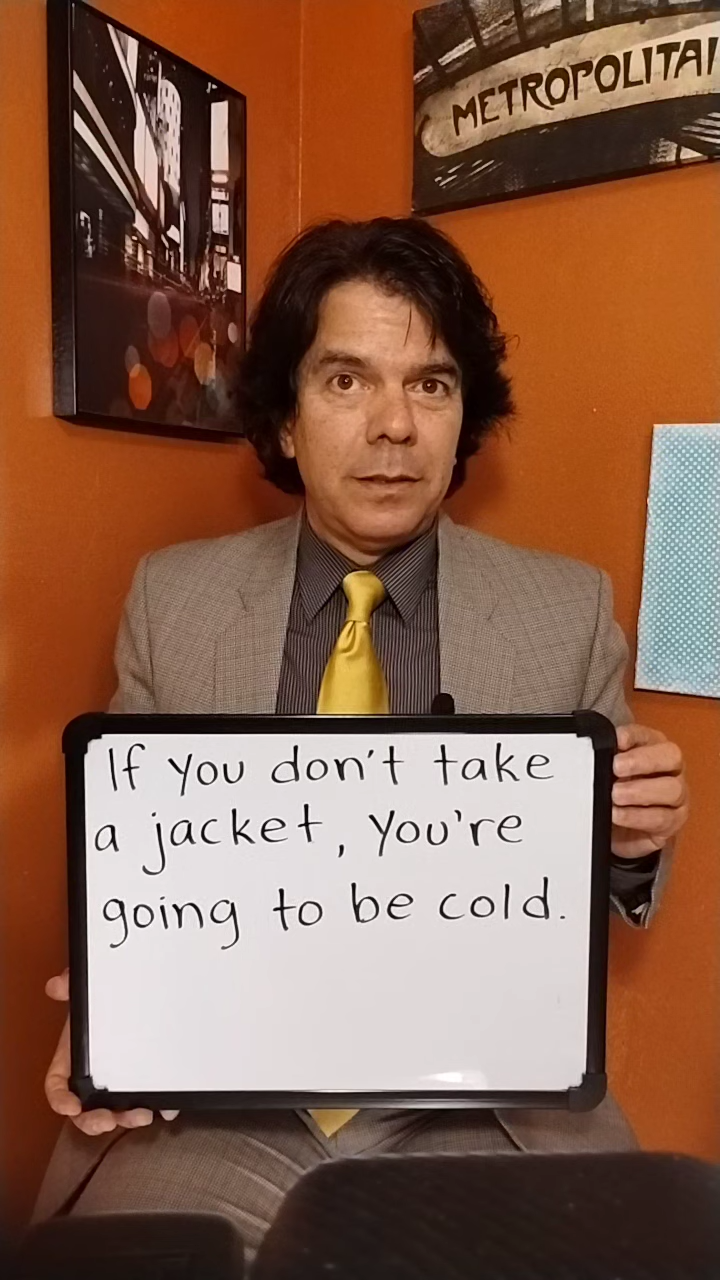 METROPOLITAI
If you don't take
a jacket, you're
going to be cold.